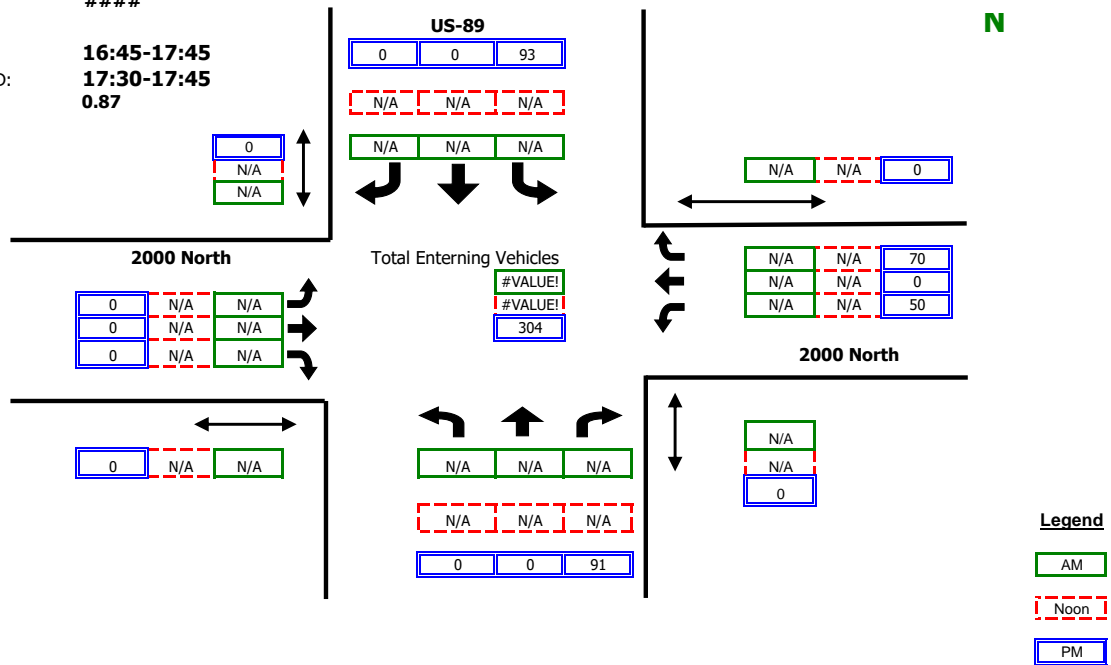 ####
US-89
N
16:45-17:45
0 0 93
D:
17:30-17:45
0.87
N/A N/A N/A
N/A N/A N/A
0
N/A
N/A
N/A N/A 0
2000 North
Total Enterning Vehicles
#VALUE!
#VALUE!
304
N/A N/A 70
N/A N/A 0
N/A N/A 50
0 N/A N/A
0 N/A N/A
0 N/A N/A
2000 North
0 N/A N/A
N/A N/A N/A
N/A N/A N/A
0 0 91
N/A
N/A
0
Legend
AM
Noon
PM